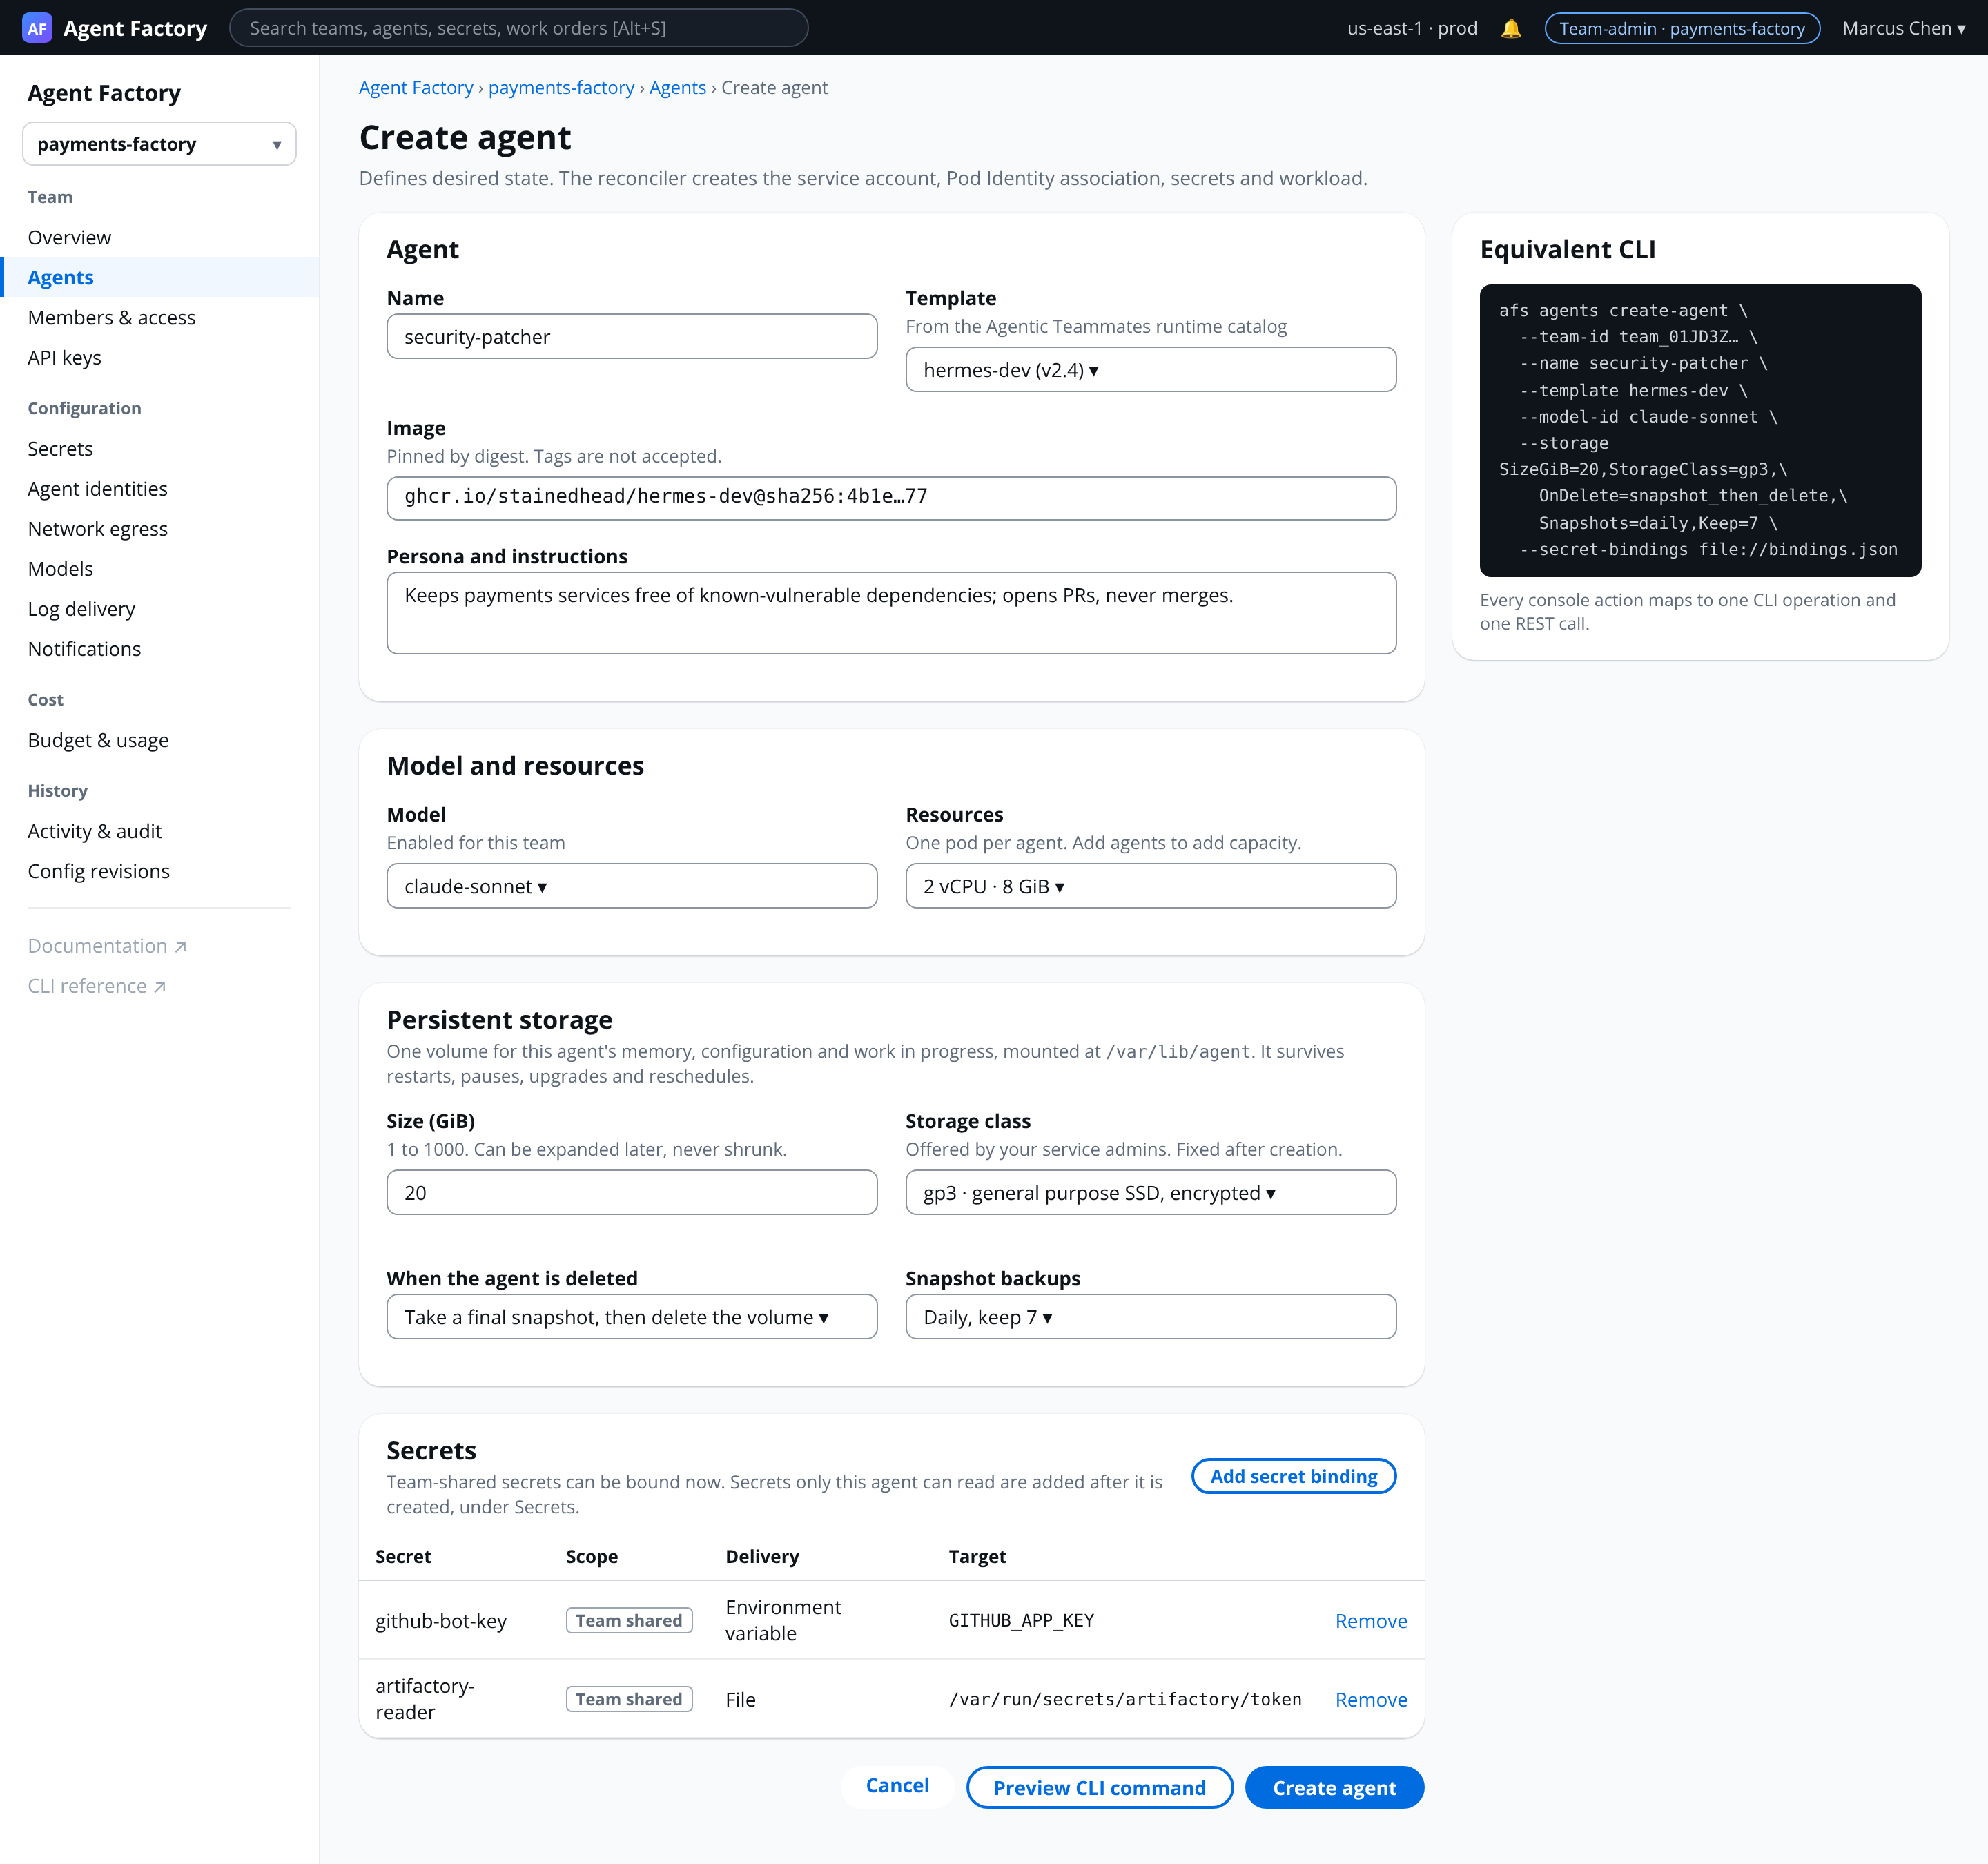 AF Agent Factory
Search teams, agents, secrets, work orders [Alt+S]
us-east-1 · prod
Team-admin · payments-factory
Marcus Chen ▾
Agent Factory
payments-factory ▾
Team
Overview
Agents
Members & access
API keys
Configuration
Secrets
Agent identities
Network egress
Models
Log delivery
Notifications
Cost
Budget & usage
History
Activity & audit
Config revisions
Documentation ↗
CLI reference ↗
Agent Factory › payments-factory › Agents › Create agent
Create agent
Defines desired state. The reconciler creates the service account, Pod Identity association, secrets and workload.
Agent
Name
security-patcher
Template
From the Agentic Teammates runtime catalog
hermes-dev (v2.4) ▾
Image
Pinned by digest. Tags are not accepted.
ghcr.io/stainedhead/hermes-dev@sha256:4b1e…77
Persona and instructions
Keeps payments services free of known-vulnerable dependencies; opens PRs, never merges.
Model and resources
Model
Enabled for this team
claude-sonnet ▾
Resources
One pod per agent. Add agents to add capacity.
2 vCPU · 8 GiB ▾
Persistent storage
One volume for this agent's memory, configuration and work in progress, mounted at /var/lib/agent. It survives
restarts, pauses, upgrades and reschedules.
Size (GiB)
1 to 1000. Can be expanded later, never shrunk.
20
Storage class
Offered by your service admins. Fixed after creation.
gp3 · general purpose SSD, encrypted ▾
When the agent is deleted
Take a final snapshot, then delete the volume ▾
Snapshot backups
Daily, keep 7 ▾
Secrets
Team-shared secrets can be bound now. Secrets only this agent can read are added after it is
created, under Secrets.
Add secret binding
Secret Scope Delivery Target
github-bot-key Team shared Environment
variable GITHUB_APP_KEY Remove
artifactory-
reader Team shared File /var/run/secrets/artifactory/token Remove
Cancel
Preview CLI command
Create agent
Equivalent CLI
afs agents create-agent \
--team-id team_01JD3Z… \
--name security-patcher \
--template hermes-dev \
--model-id claude-sonnet \
--storage
SizeGiB=20,StorageClass=gp3,\
OnDelete=snapshot_then_delete,\
Snapshots=daily,Keep=7 \
--secret-bindings file://bindings.json
Every console action maps to one CLI operation and
one REST call.